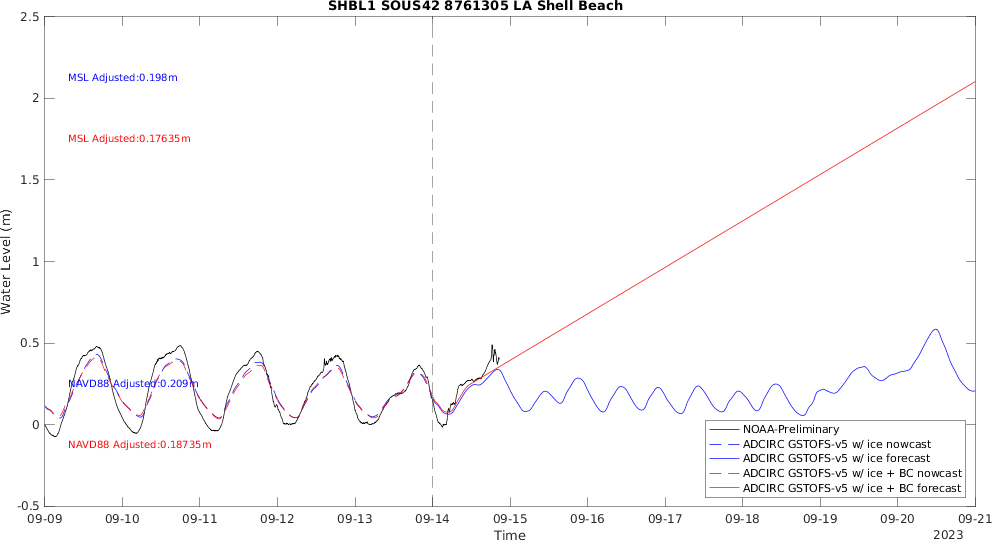 SHBL1 SOUS42 8761305 LA Shell Beach
2.5
2
1.5
1
0.5
0
-0.5
Water Level (m)
MSL Adjusted:0.198m
MSL Adjusted:0.17635m
NAVD88 Adjusted:0.209m
NAVD88 Adjusted:0.18735m
NOAA-Preliminary
ADCIRC GSTOFS-v5 w/ ice nowcast
ADCIRC GSTOFS-v5 w/ ice forecast
ADCIRC GSTOFS-v5 w/ ice + BC nowcast
ADCIRC GSTOFS-v5 w/ ice + BC forecast
09-09 09-10 09-11 09-12 09-13 09-14 09-15 09-16 09-17 09-18 09-19 09-20 09-21
Time
2023